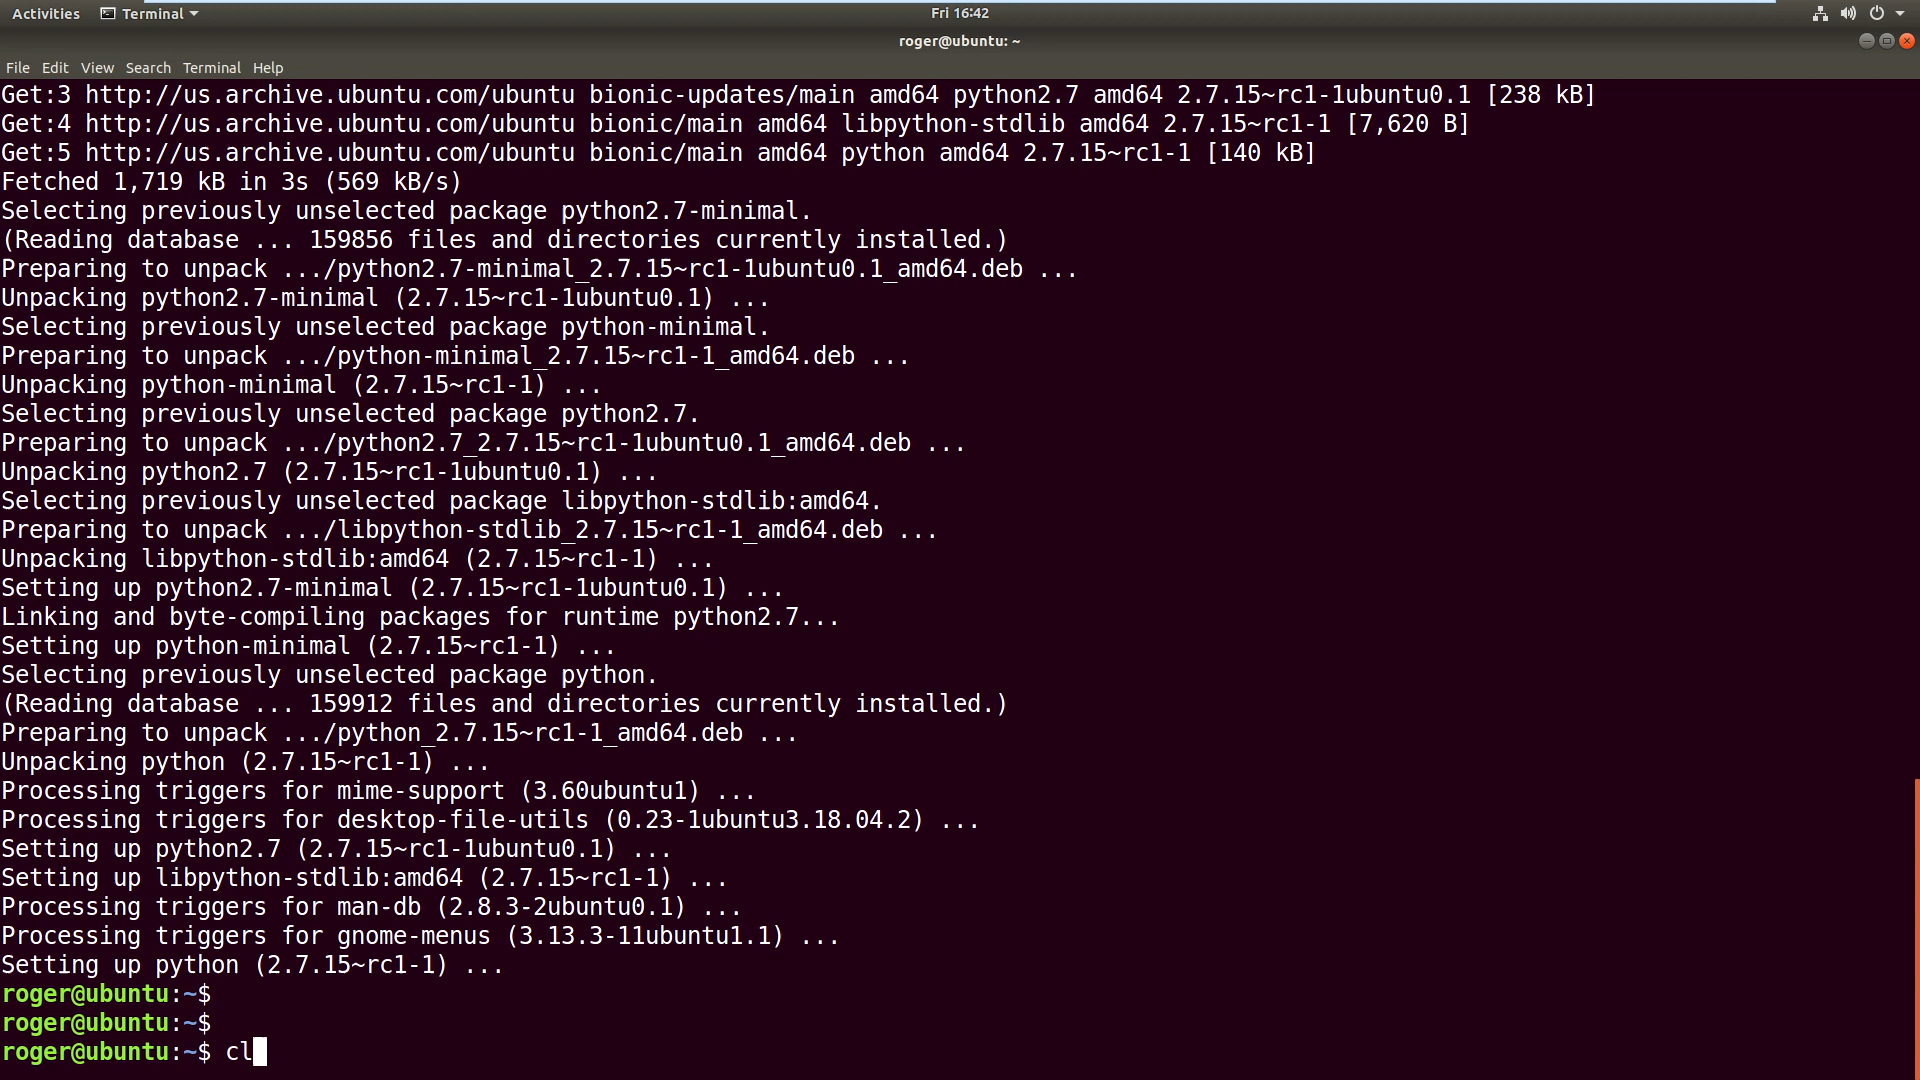 Activities Terminal Fri 16:42
roger@ubuntu: ~
File Edit View Search Terminal Help
Get:3 http://us.archive.ubuntu.com/ubuntu bionic-updates/main amd64 python2.7 amd64 2.7.15~rc1-1ubuntu0.1 [238 kB]
Get:4 http://us.archive.ubuntu.com/ubuntu bionic/main amd64 libpython-stdlib amd64 2.7.15~rc1-1 [7,620 B]
Get:5 http://us.archive.ubuntu.com/ubuntu bionic/main amd64 python amd64 2.7.15~rc1-1 [140 kB]
Fetched 1,719 kB in 3s (569 kB/s)
Selecting previously unselected package python2.7-minimal.
(Reading database ... 159856 files and directories currently installed.)
Preparing to unpack .../python2.7-minimal_2.7.15~rc1-1ubuntu0.1_amd64.deb ...
Unpacking python2.7-minimal (2.7.15~rc1-1ubuntu0.1) ...
Selecting previously unselected package python-minimal.
Preparing to unpack .../python-minimal_2.7.15~rc1-1_amd64.deb ...
Unpacking python-minimal (2.7.15~rc1-1) ...
Selecting previously unselected package python2.7.
Preparing to unpack .../python2.7_2.7.15~rc1-1ubuntu0.1_amd64.deb ...
Unpacking python2.7 (2.7.15~rc1-1ubuntu0.1) ...
Selecting previously unselected package libpython-stdlib:amd64.
Preparing to unpack .../libpython-stdlib_2.7.15~rc1-1_amd64.deb ...
Unpacking libpython-stdlib:amd64 (2.7.15~rc1-1) ...
Setting up python2.7-minimal (2.7.15~rc1-1ubuntu0.1) ...
Linking and byte-compiling packages for runtime python2.7...
Setting up python-minimal (2.7.15~rc1-1) ...
Selecting previously unselected package python.
(Reading database ... 159912 files and directories currently installed.)
Preparing to unpack .../python_2.7.15~rc1-1_amd64.deb ...
Unpacking python (2.7.15~rc1-1) ...
Processing triggers for mime-support (3.60ubuntu1) ...
Processing triggers for desktop-file-utils (0.23-1ubuntu3.18.04.2) ...
Setting up python2.7 (2.7.15~rc1-1ubuntu0.1) ...
Setting up libpython-stdlib:amd64 (2.7.15~rc1-1) ...
Processing triggers for man-db (2.8.3-2ubuntu0.1) ...
Processing triggers for gnome-menus (3.13.3-11ubuntu1.1) ...
Setting up python (2.7.15~rc1-1) ...
roger@ubuntu:~$
roger@ubuntu:~$
roger@ubuntu:~$ cl